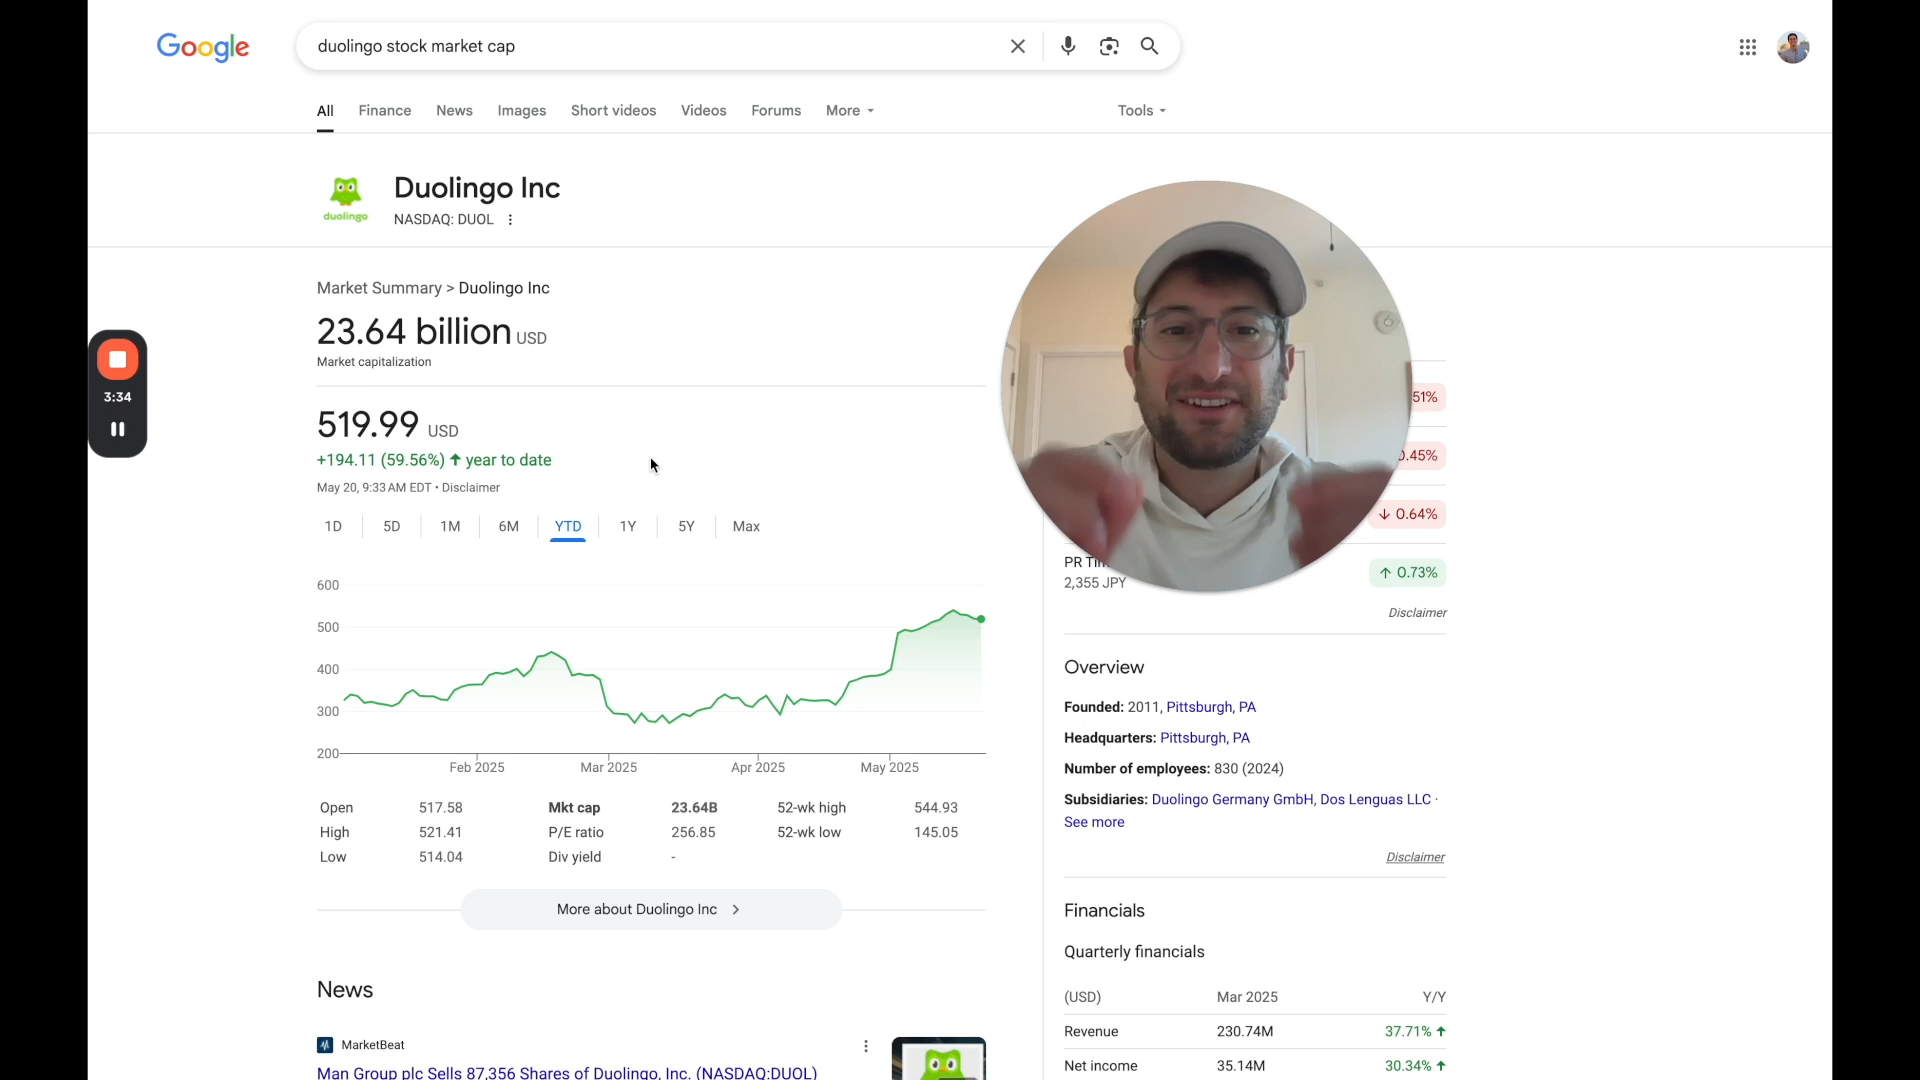 Google
duolingo stock market cap
All Finance News Images Short videos Videos Forums More Tools
duolingo
Duolingo Inc
NASDAQ: DUOL
Market Summary > Duolingo Inc
23.64 billion USD
Market capitalization
519.99 USD
+194.11 (59.56%) ↑ year to date
May 20, 9:33 AM EDT • Disclaimer
1D 5D 1M 6M YTD 1Y 5Y Max
600
500
400
300
200
Feb 2025 Mar 2025 Apr 2025 May 2025
Open 517.58 Mkt cap 23.64B 52-wk high 544.93
High 521.41 P/E ratio 256.85 52-wk low 145.05
Low 514.04 Div yield -
More about Duolingo Inc
News
MarketBeat
Man Group plc Sells 87,356 Shares of Duolingo, Inc. (NASDAQ:DUOL)
3:34
51%
0.45%
↓ 0.64%
PR
2,355 JPY
↑ 0.73%
Disclaimer
Overview
Founded: 2011, Pittsburgh, PA
Headquarters: Pittsburgh, PA
Number of employees: 830 (2024)
Subsidiaries: Duolingo Germany GmbH, Dos Lenguas LLC ·
See more
Disclaimer
Financials
Quarterly financials
(USD) Mar 2025 Y/Y
Revenue 230.74M 37.71% ↑
Net income 35.14M 30.34% ↑